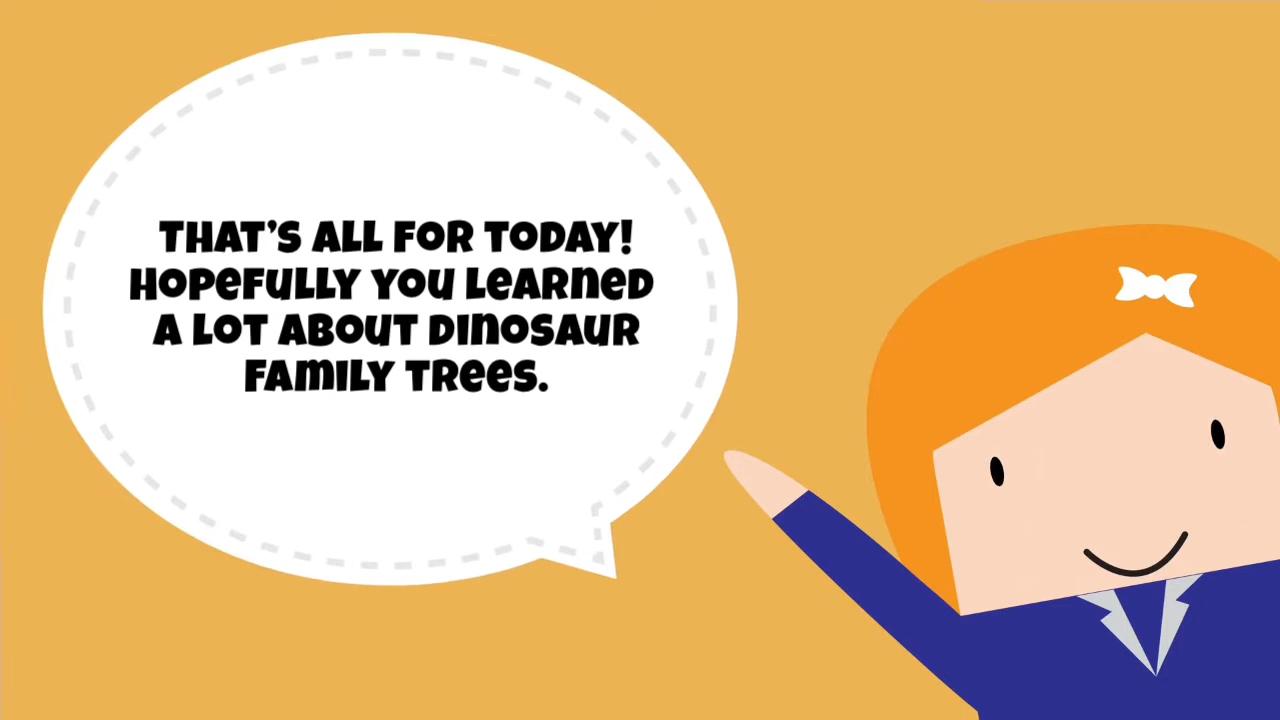 THAT'S ALL FOR TODAY!
HOPEFULLY YOU LEARNED
A LOT ABOUT DINOSAUR
FAMILY TREES.